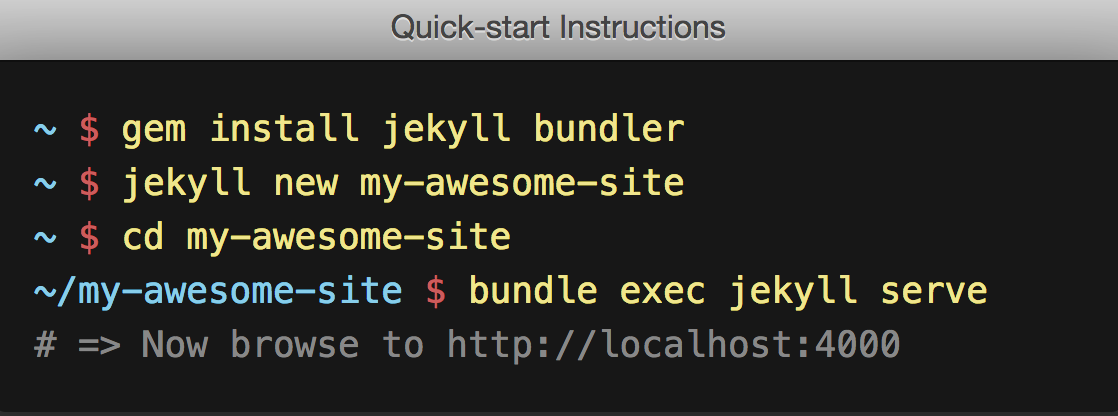 Quick-start Instructions
~ $ gem install jekyll bundler
~ $ jekyll new my-awesome-site
~ $ cd my-awesome-site
~/my-awesome-site $ bundle exec jekyll serve
# => Now browse to http://localhost:4000